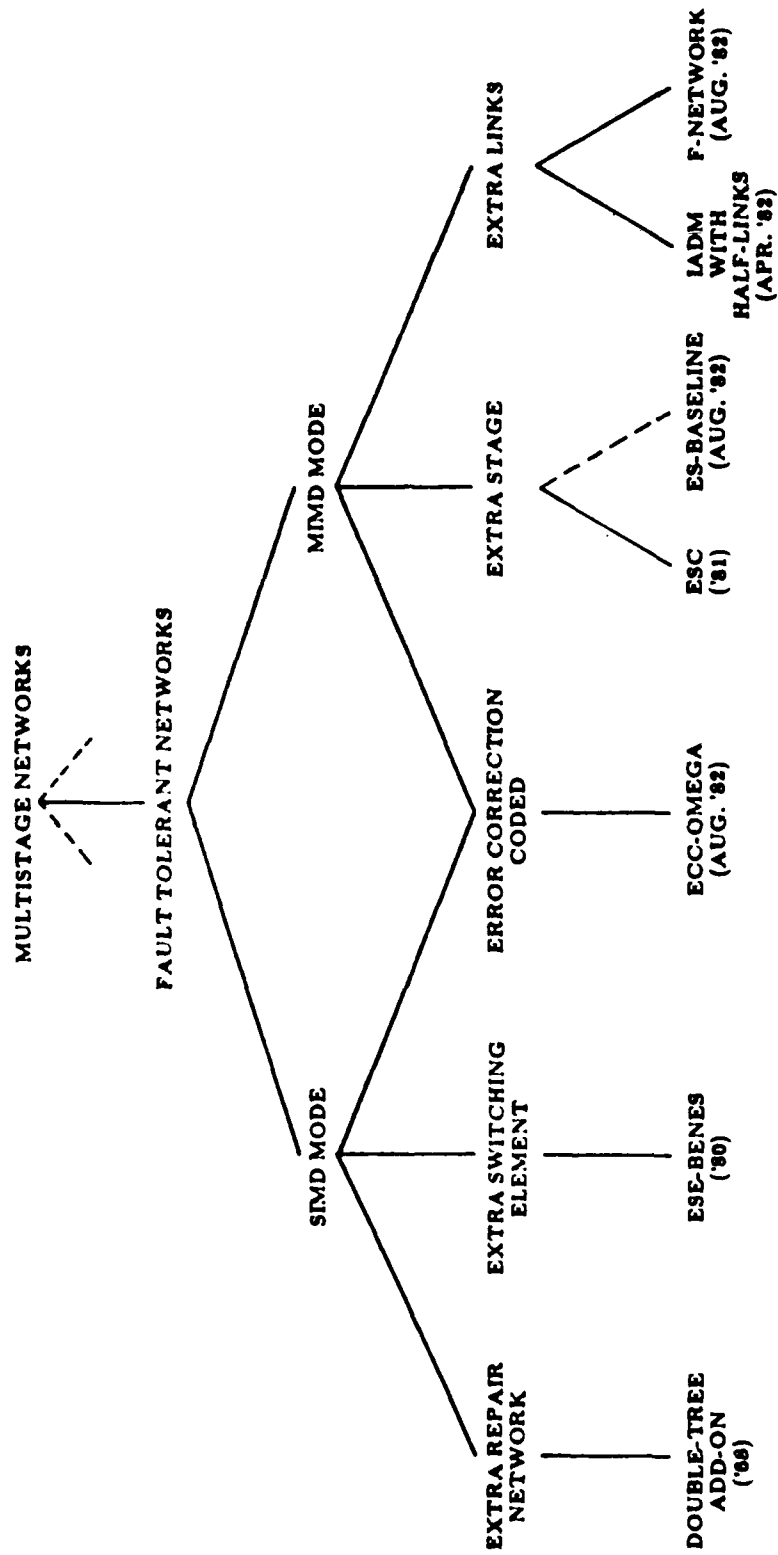 MULTISTAGE NETWORKS
FAULT TOLERANT NETWORKS
SIMD MODE
MIMD MODE
EXTRA REPAIR
NETWORK
EXTRA SWITCHING
ELEMENT
ERROR CORRECTION
CODED
EXTRA STAGE
EXTRA LINKS
DOUBLE-TREE
ADD-ON
('68)
ESE-BENES
('80)
ECC-OMEGA
(AUG. '82)
ESC
('81)
ES-BASELINE
(AUG. '82)
IADM
WITH
HALF-LINKS
(APR. '82)
F-NETWORK
(AUG. '82)